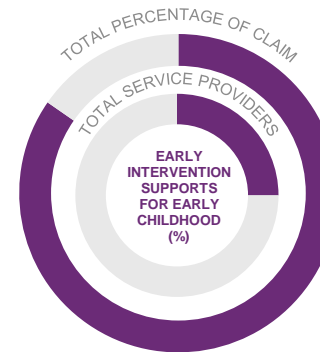 TOTAL PERCENTAGE OF CLAIM
TOTAL SERVICE PROVIDERS
EARLY
INTERVENTION
SUPPORTS
FOR EARLY
CHILDHOOD
(%)